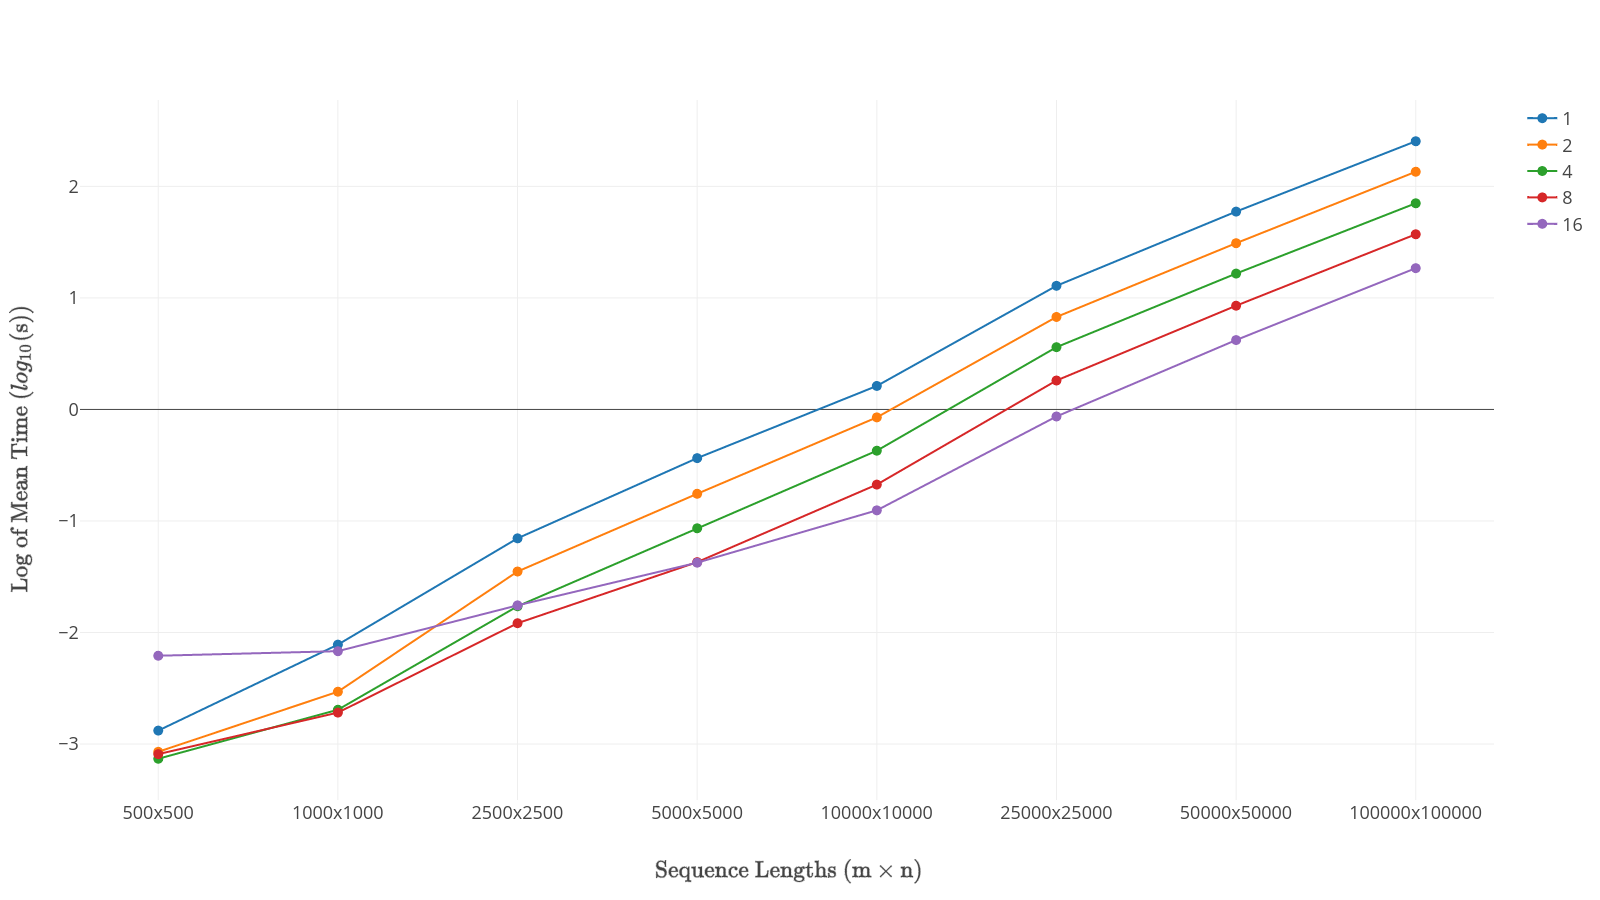 1
2
4
8
16
2
1
0
−1
−2
−3
Log of Mean Time (log₁₀(s))
500x500
1000x1000
2500x2500
5000x5000
10000x10000
25000x25000
50000x50000
100000x100000
Sequence Lengths (m × n)